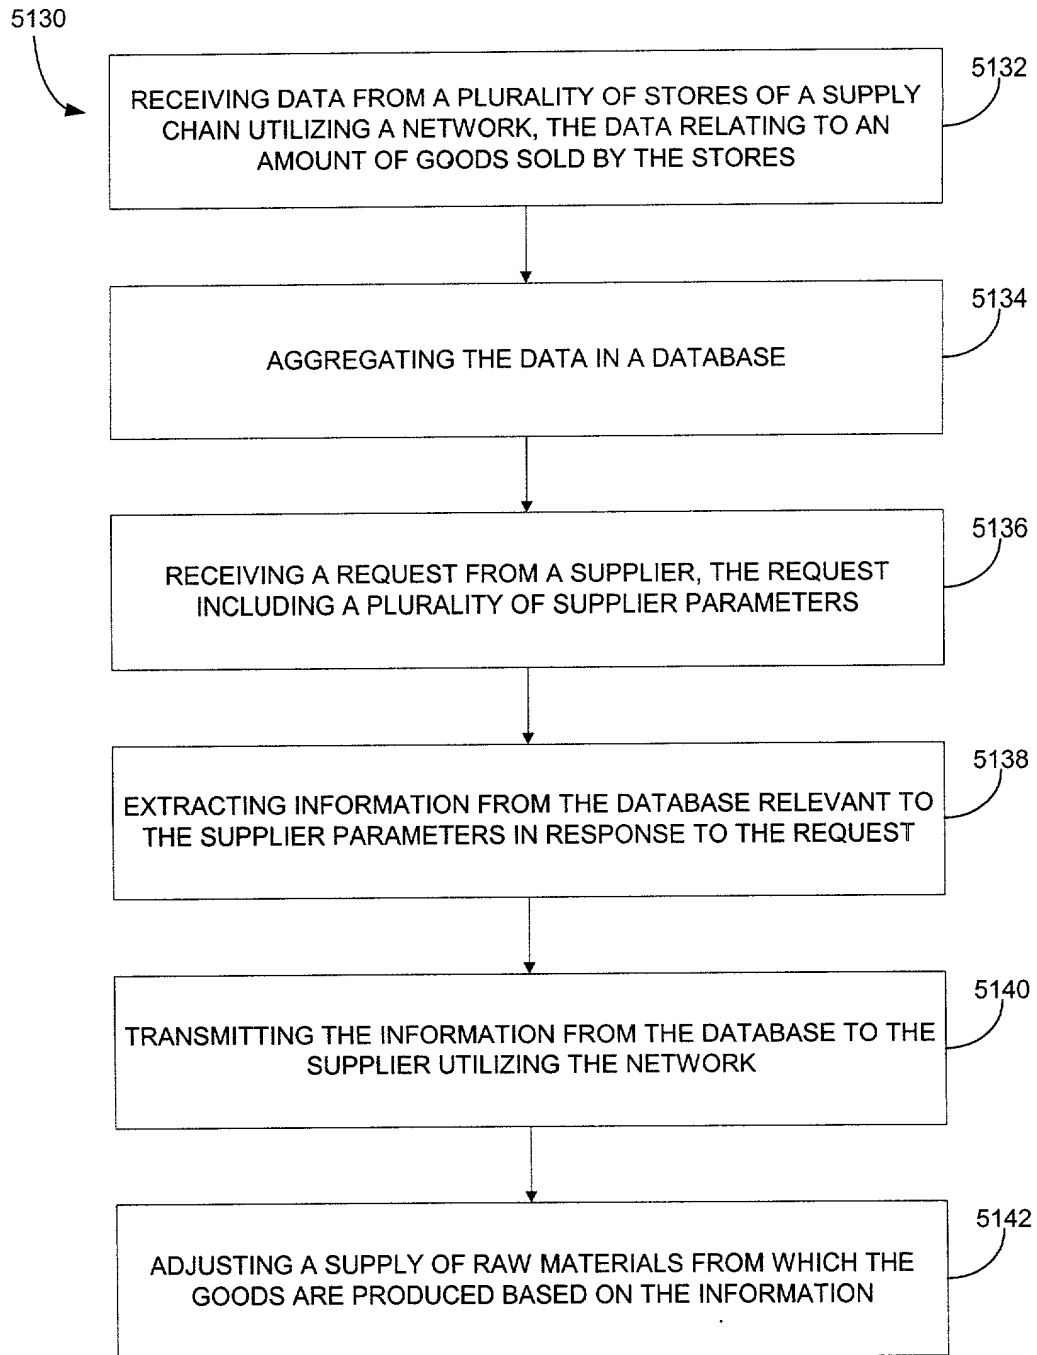 5130
5132
RECEIVING DATA FROM A PLURALITY OF STORES OF A SUPPLY
CHAIN UTILIZING A NETWORK, THE DATA RELATING TO AN
AMOUNT OF GOODS SOLD BY THE STORES
5134
AGGREGATING THE DATA IN A DATABASE
5136
RECEIVING A REQUEST FROM A SUPPLIER, THE REQUEST
INCLUDING A PLURALITY OF SUPPLIER PARAMETERS
5138
EXTRACTING INFORMATION FROM THE DATABASE RELEVANT TO
THE SUPPLIER PARAMETERS IN RESPONSE TO THE REQUEST
5140
TRANSMITTING THE INFORMATION FROM THE DATABASE TO THE
SUPPLIER UTILIZING THE NETWORK
5142
ADJUSTING A SUPPLY OF RAW MATERIALS FROM WHICH THE
GOODS ARE PRODUCED BASED ON THE INFORMATION